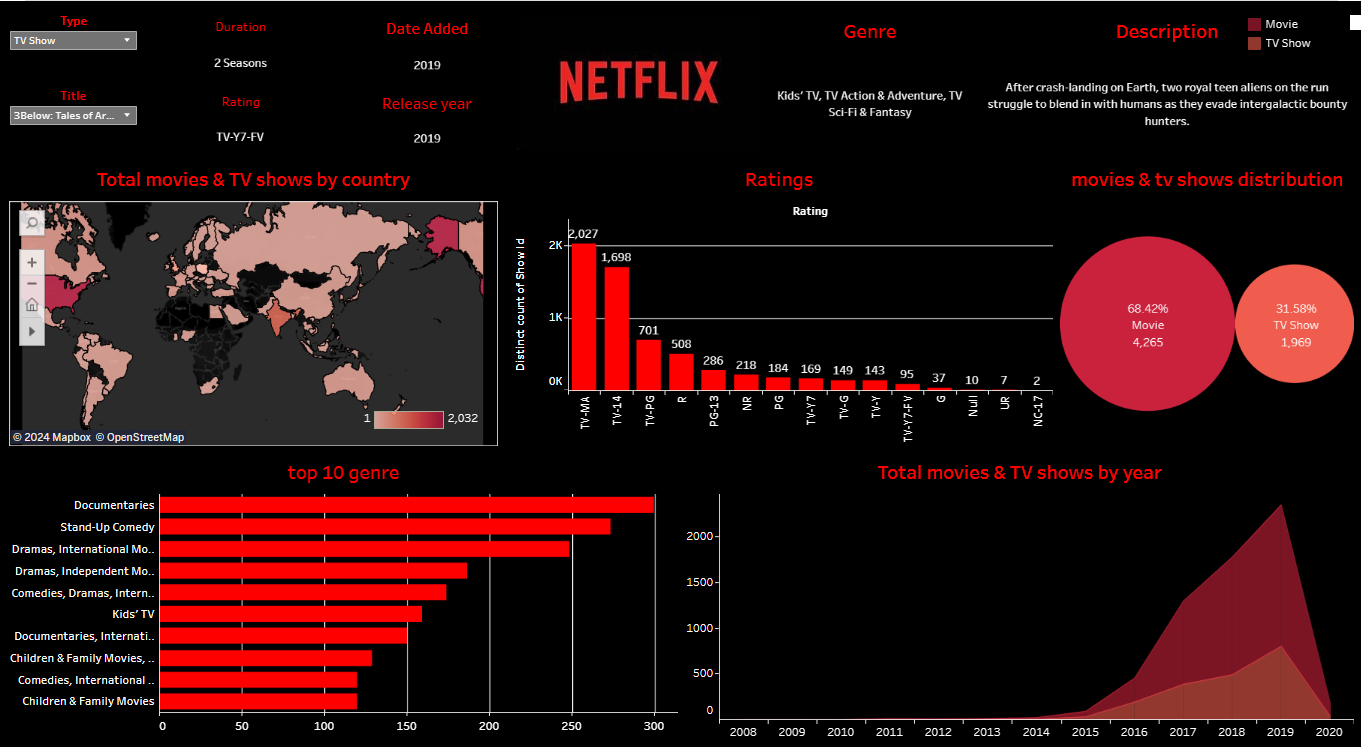 Type
TV Show
Title
3Below: Tales of Ar...
Duration
2 Seasons
Rating
TV-Y7-FV
Date Added
2019
Release year
2019
NETFLIX
Genre
Kids' TV, TV Action & Adventure, TV
Sci-Fi & Fantasy
Description
After crash-landing on Earth, two royal teen aliens on the run
struggle to blend in with humans as they evade intergalactic bounty
hunters.
Movie
TV Show
Total movies & TV shows by country
1
2,032
© 2024 Mapbox © OpenStreetMap
Ratings
Rating
Distinct count of Show Id
2K
1K
0K
2,027
1,698
701
508
286
218
184
169
149
143
95
37
10
7
2
TV-MA
TV-14
TV-PG
R
PG-13
NR
PG
TV-Y7
TV-G
TV-Y
TV-Y7-FV
G
Null
UR
NC-17
movies & tv shows distribution
68.42%
Movie
4,265
31.58%
TV Show
1,969
top 10 genre
Documentaries
Stand-Up Comedy
Dramas, International Mo..
Dramas, Independent Mo..
Comedies, Dramas, Intern..
Kids' TV
Documentaries, Internati..
Children & Family Movies, ..
Comedies, International ..
Children & Family Movies
0 50 100 150 200 250 300
Total movies & TV shows by year
2000
1500
1000
500
0
2008 2009 2010 2011 2012 2013 2014 2015 2016 2017 2018 2019 2020